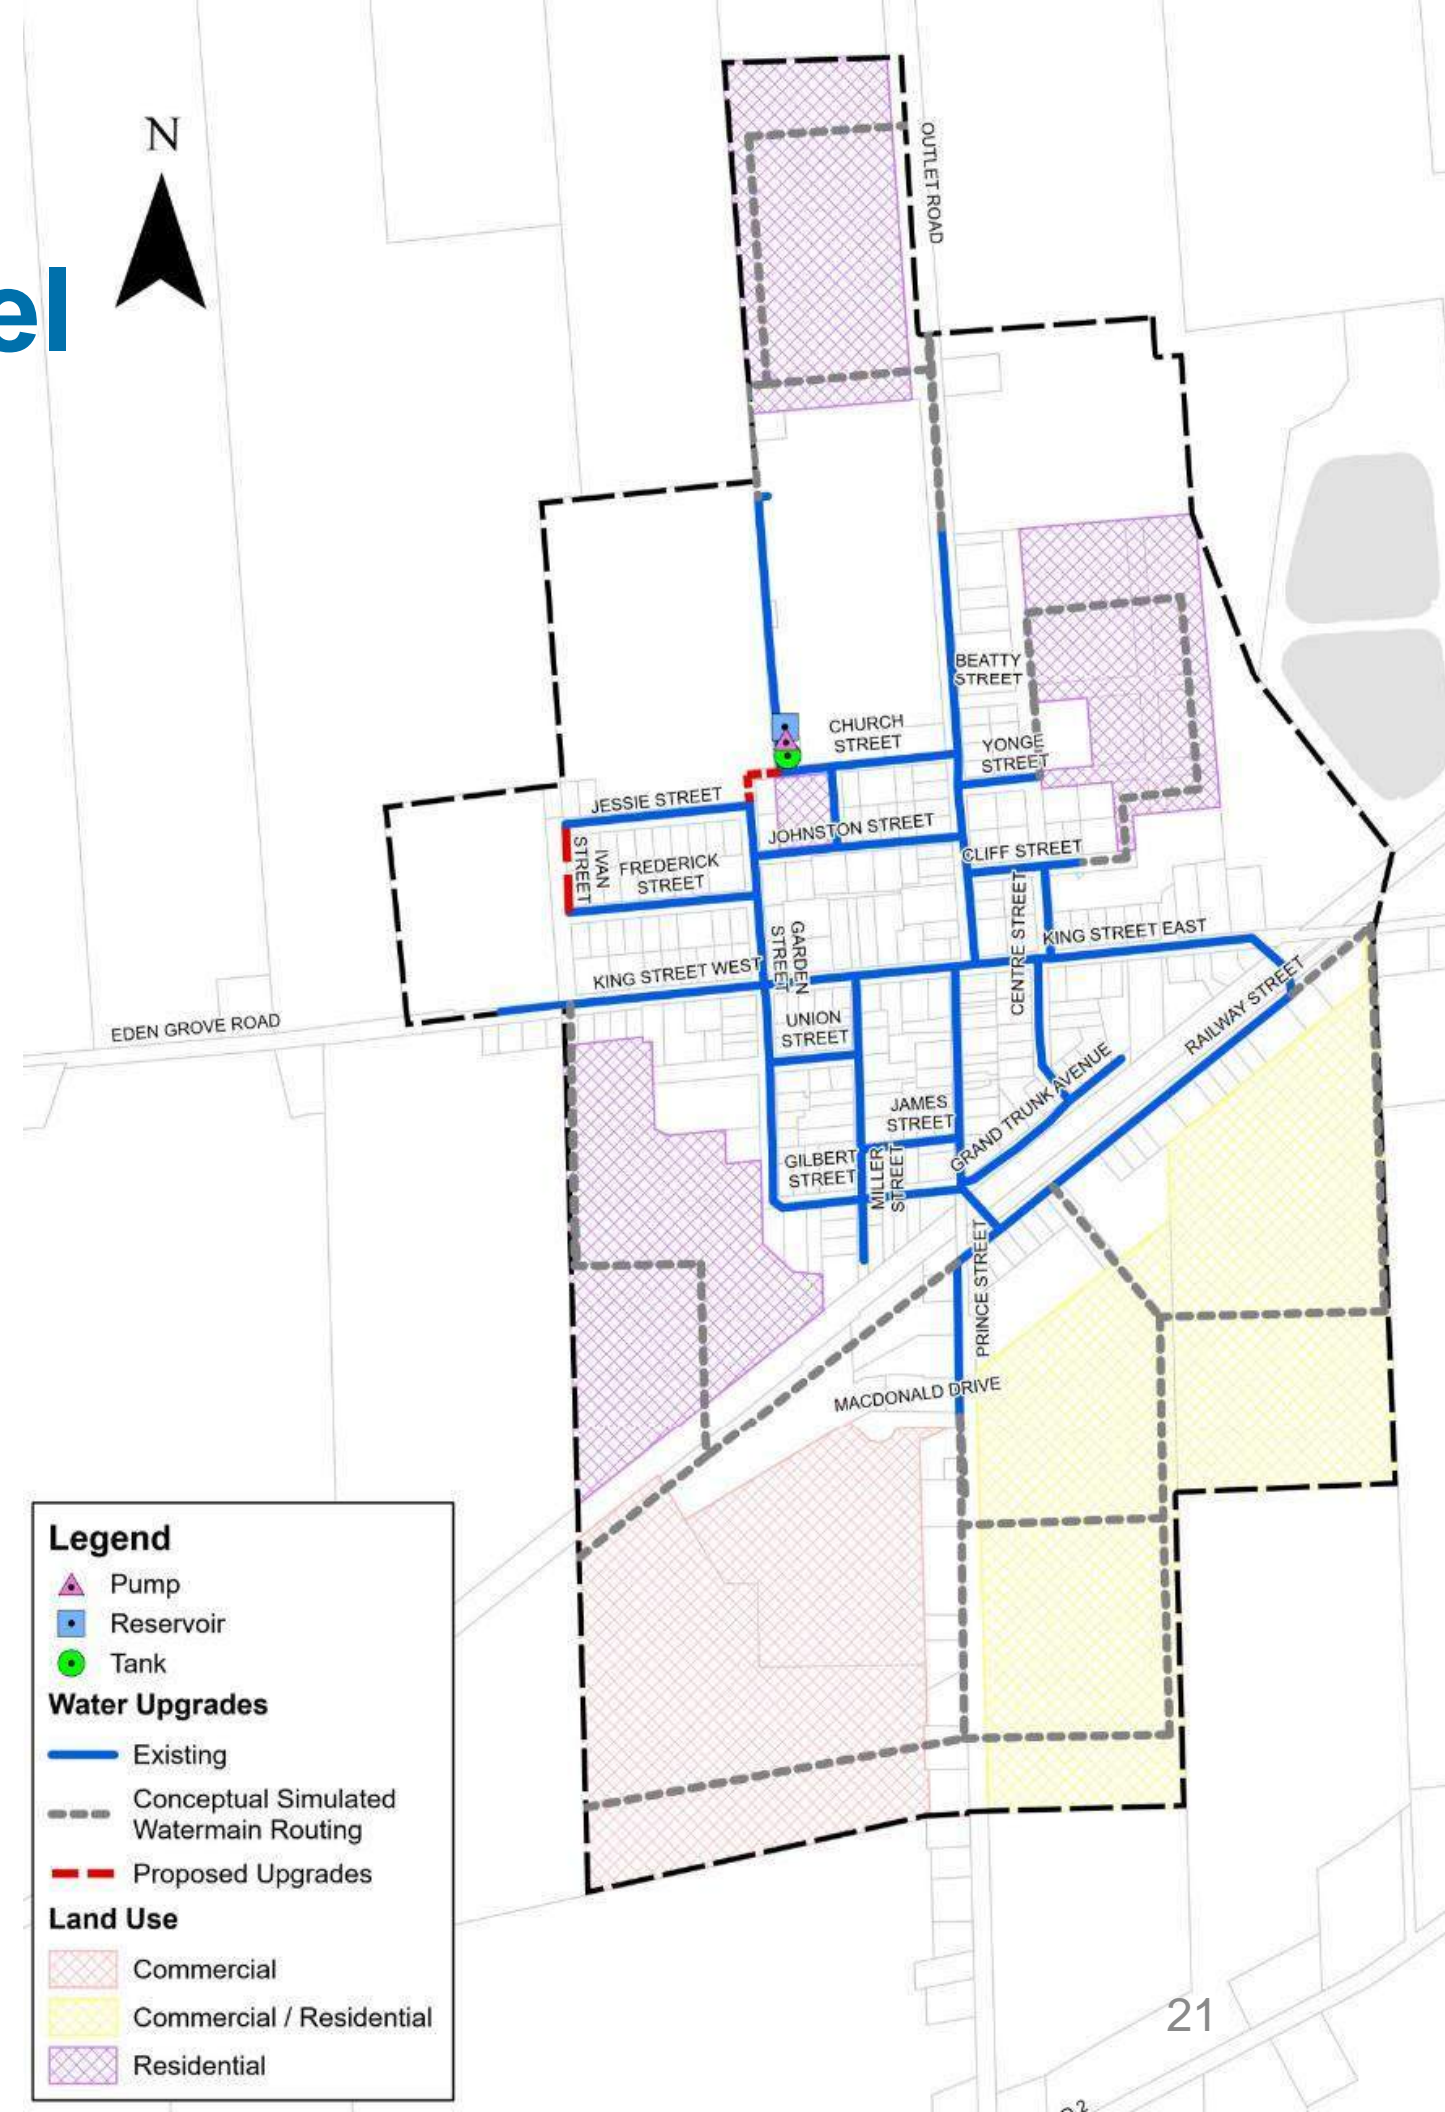 N
el
OUTLET ROAD
BEATTY
STREET
CHURCH
STREET
YONGE
STREET
JESSIE STREET
JOHNSTON STREET
IVAN
STREET
FREDERICK
STREET
CLIFF STREET
CENTRE STREET
KING STREET EAST
GARDEN
STREET
KING STREET WEST
EDEN GROVE ROAD
UNION
STREET
RAILWAY STREET
GRAND TRUNK AVENUE
JAMES
STREET
GILBERT
STREET
MILLER
STREET
PRINCE STREET
MACDONALD DRIVE
Legend
Pump
Reservoir
Tank
Water Upgrades
Existing
Conceptual Simulated
Watermain Routing
Proposed Upgrades
Land Use
Commercial
Commercial / Residential
Residential
21